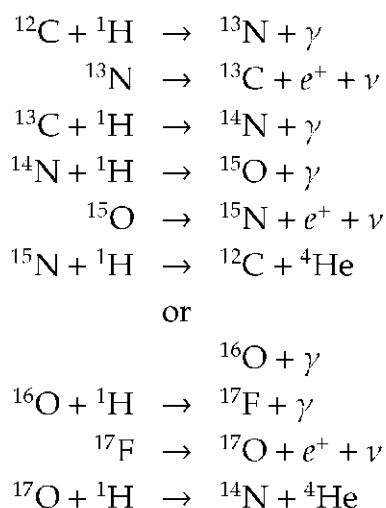 ¹²C + ¹H → ¹³N + γ
¹³N → ¹³C + e⁺ + ν
¹³C + ¹H → ¹⁴N + γ
¹⁴N + ¹H → ¹⁵O + γ
¹⁵O → ¹⁵N + e⁺ + ν
¹⁵N + ¹H → ¹²C + ⁴He
or
¹⁶O + γ
¹⁶O + ¹H → ¹⁷F + γ
¹⁷F → ¹⁷O + e⁺ + ν
¹⁷O + ¹H → ¹⁴N + ⁴He